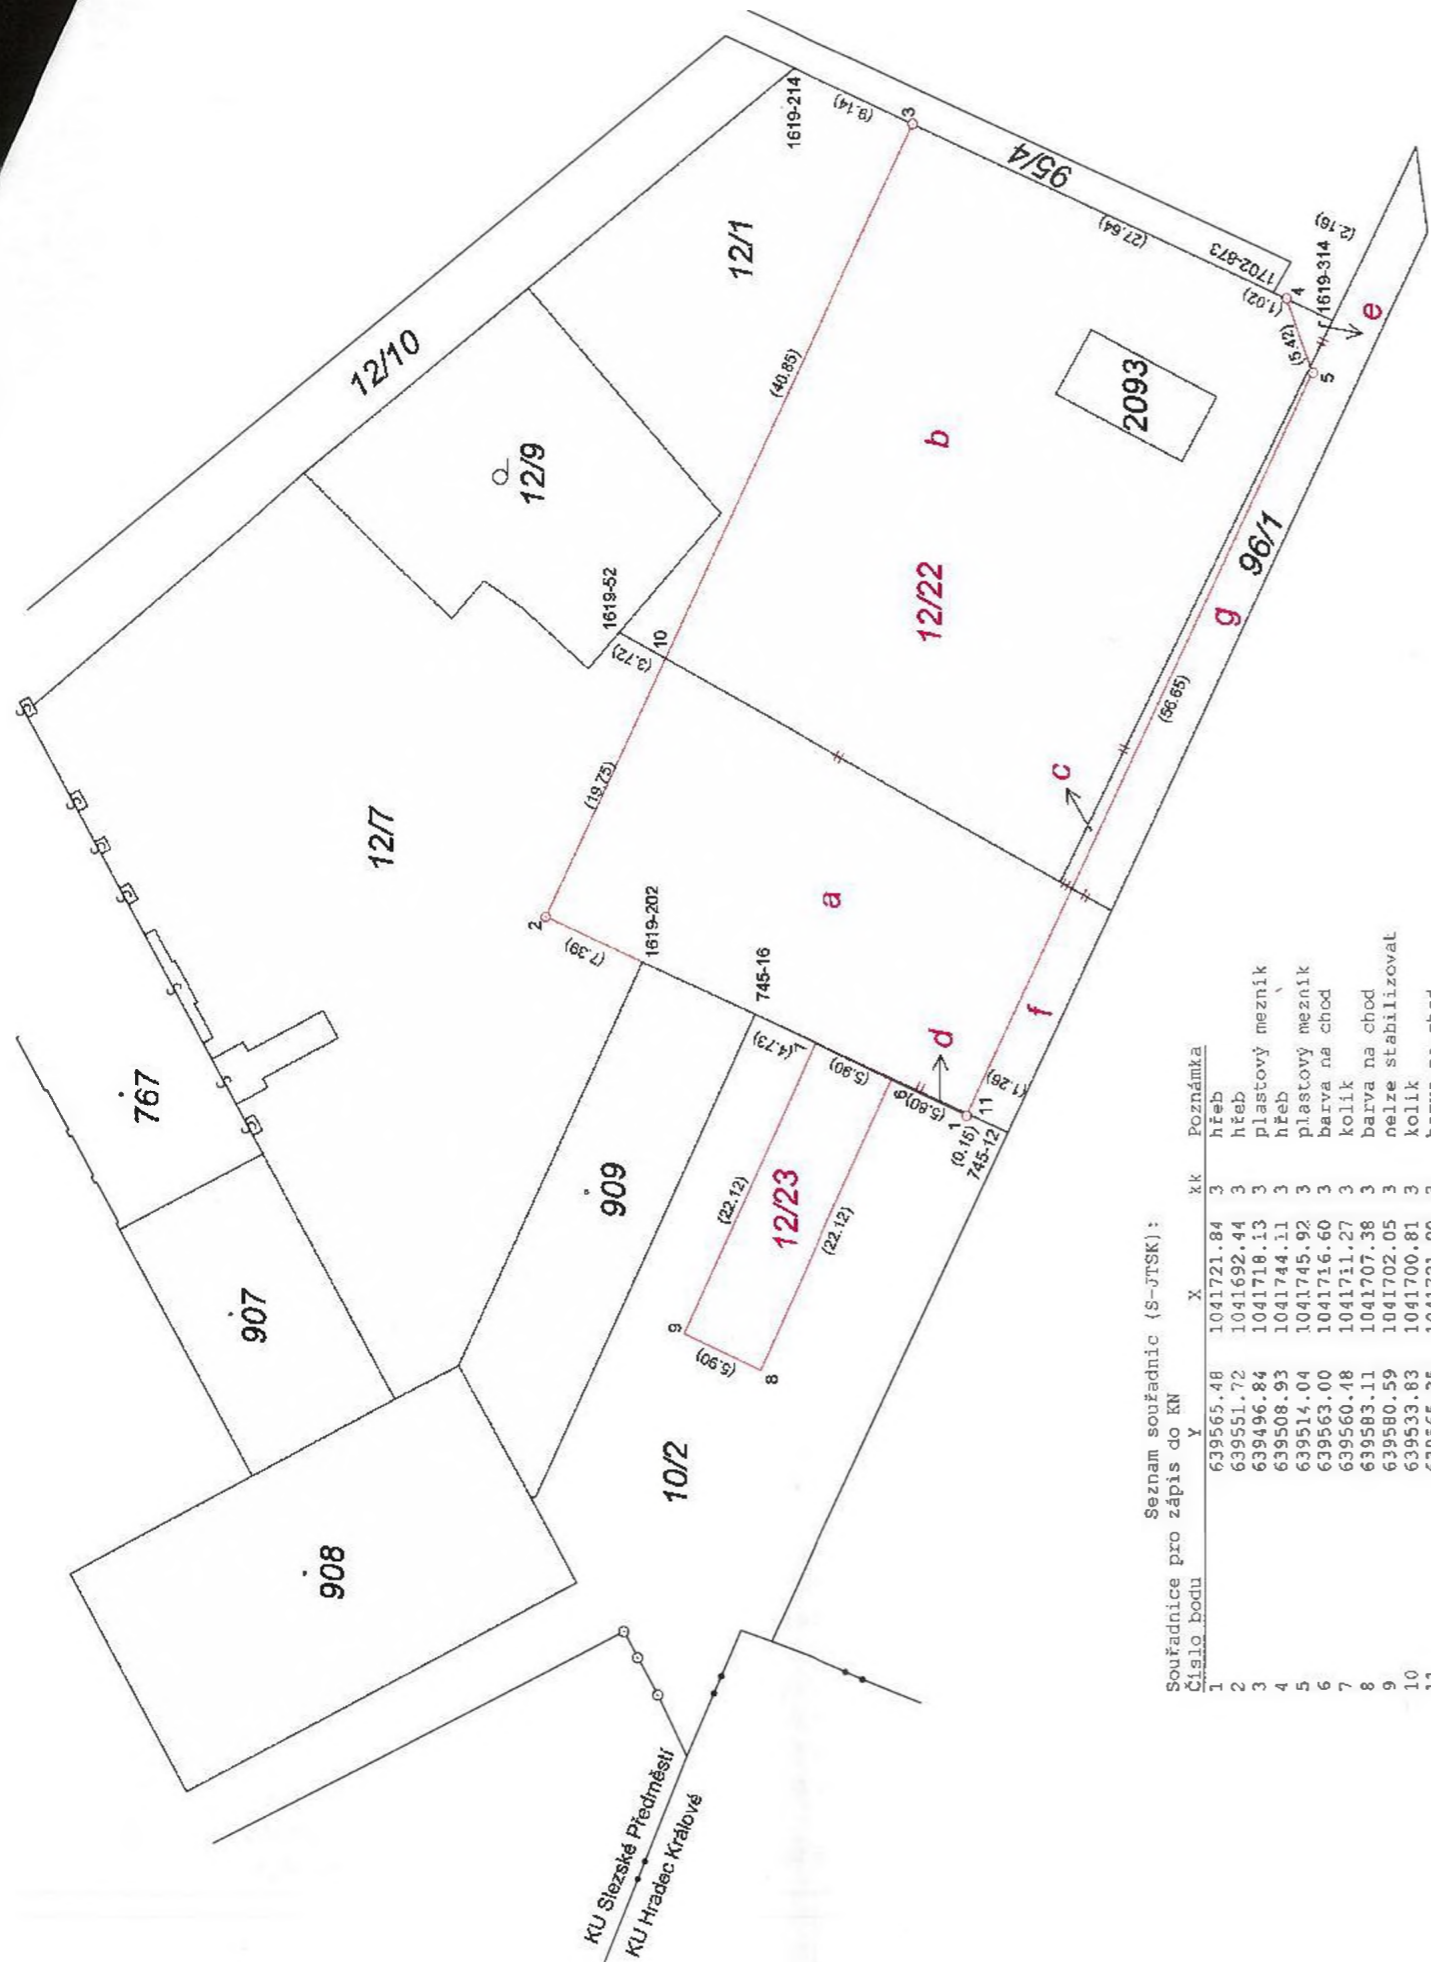 12/10
12/1
1619-214
(9.14)
3
95/4
(27.64)
1702-873
(1.02)
4
1619-314
(2.16)
(5.42)
5
e
12/9
1619-52
(3.72)
10
(40.85)
b
12/22
2093
96/1
g
(56.65)
c
12/7
(19.75)
2
(7.39)
1619-202
745-16
a
(4.73)
(5.90)
(5.80)
d
f
(1.26)
11
1
(0.15)
745-12
767
907
908
909
(22.12)
12/23
(22.12)
9
(5.90)
8
10/2
KU Slezské Předměstí
KU Hradec Králové
Seznam souřadnic (S-JTSK):
Souřadnice pro zápis do KN
Číslo bodu Y X kk Poznámka
1 639565.48 1041721.84 3 hřeb
2 639551.72 1041692.44 3 hřeb
3 639496.84 1041718.13 3 plastový mezník
4 639508.93 1041744.11 3 hřeb
5 639514.04 1041745.92 3 plastový mezník
6 639563.00 1041716.60 3 barva na chod
7 639560.48 1041711.27 3 kolík
8 639583.11 1041707.38 3 barva na chod
9 639580.59 1041702.05 3 nelze stabilizovat
10 639533.83 1041700.81 3 kolík